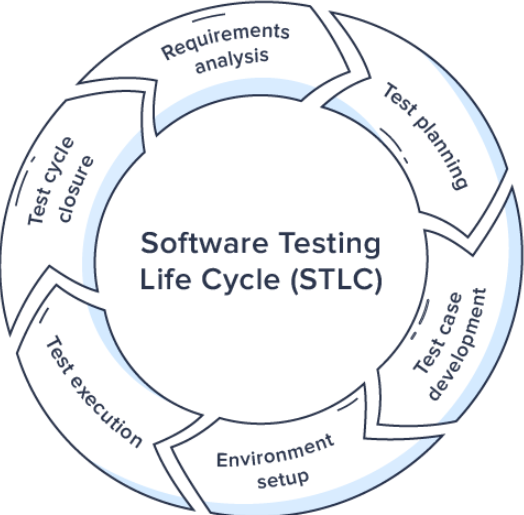 Requirements
analysis
Test planning
Test case
development
Environment
setup
Test execution
Test cycle
closure
Software Testing
Life Cycle (STLC)